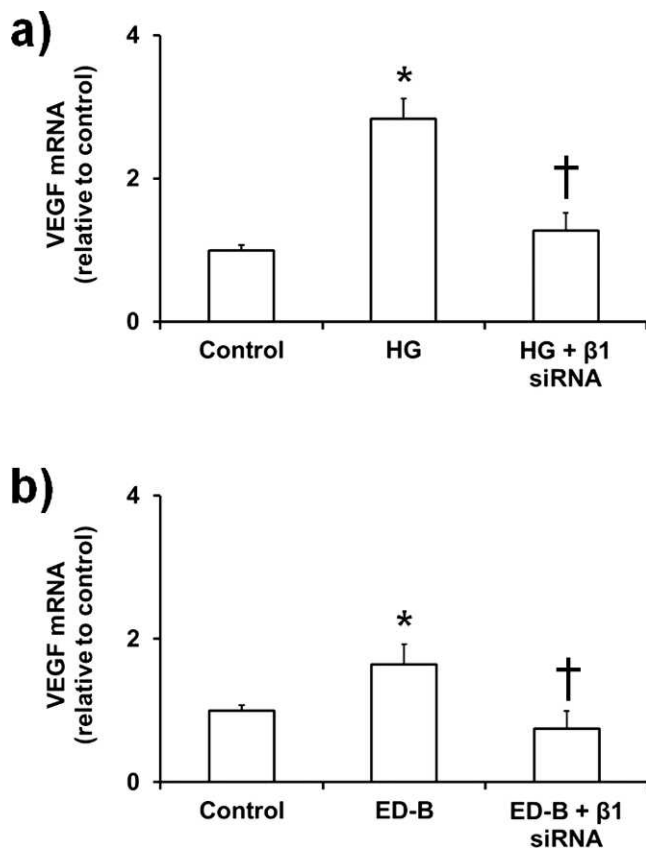 a)
VEGF mRNA
(relative to control)
4
2
0
*
†
Control
HG
HG + β1
siRNA
b)
VEGF mRNA
(relative to control)
4
2
0
*
†
Control
ED-B
ED-B + β1
siRNA